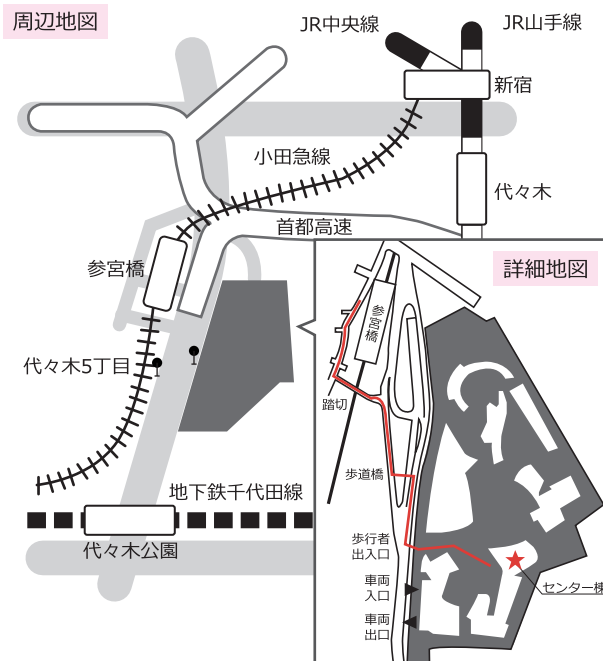 周辺地図
JR中央線
JR山手線
新宿
小田急線
代々木
首都高速
参宮橋
代々木5丁目
地下鉄千代田線
代々木公園
詳細地図
参宮橋
踏切
歩道橋
歩行者
出入口
車両
入口
車両
出口
センター棟